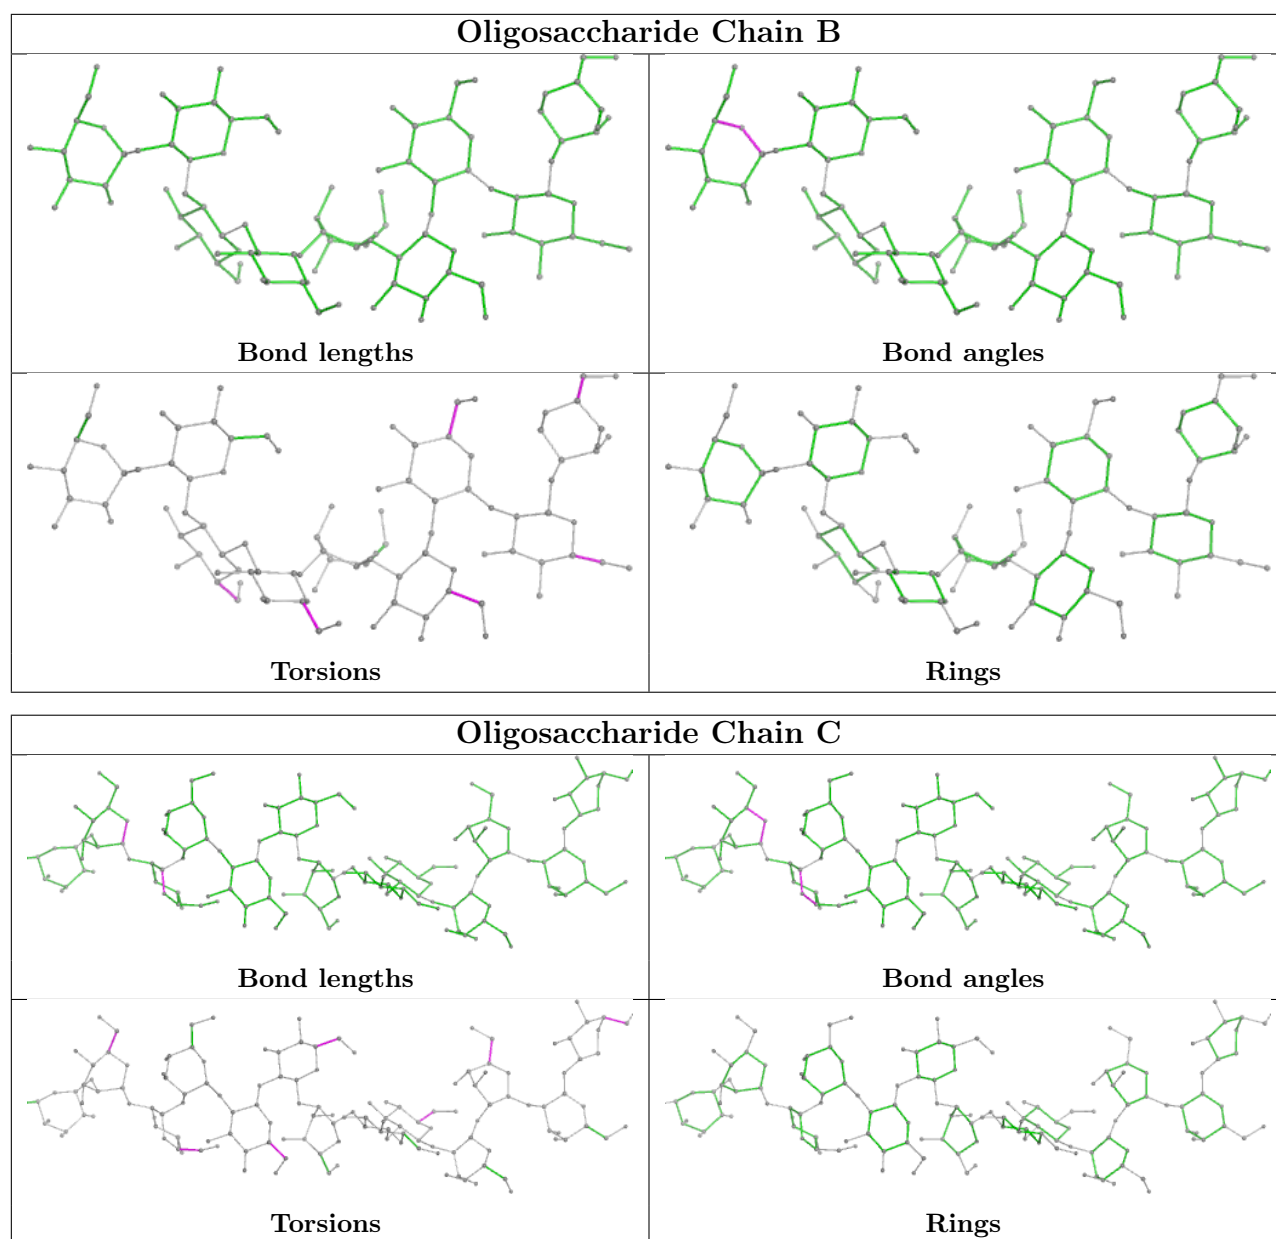 Oligosaccharide Chain B
Bond lengths
Bond angles
Torsions
Rings
Oligosaccharide Chain C
Bond lengths
Bond angles
Torsions
Rings